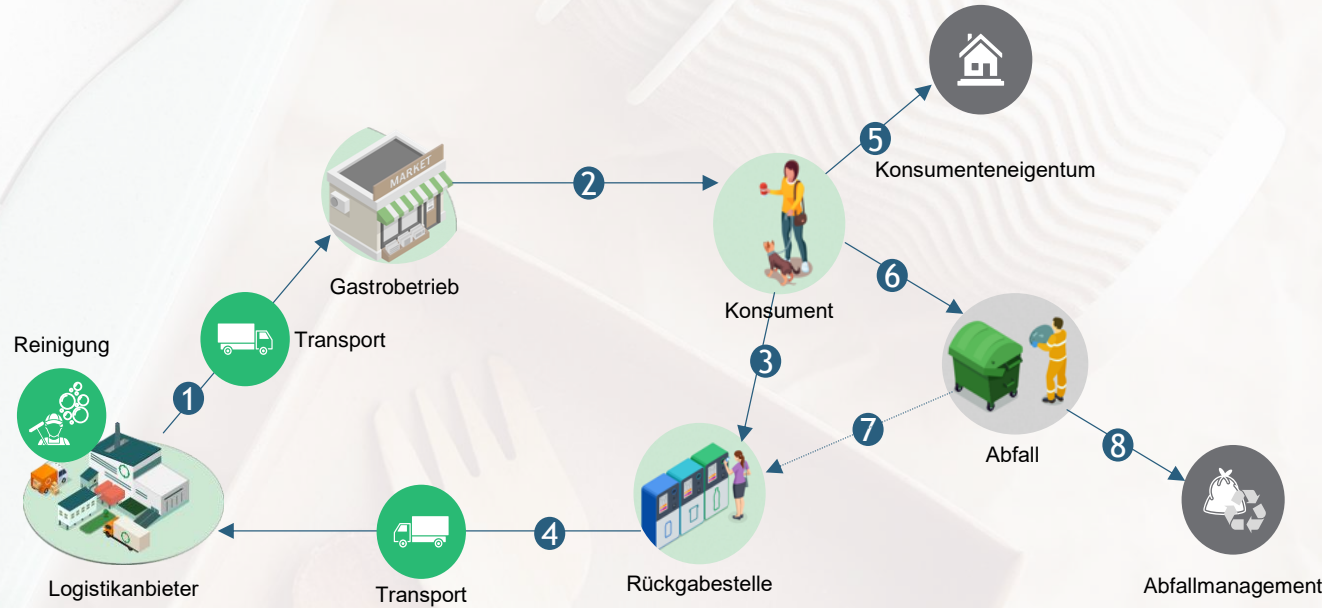 5
Konsumenteneigentum
MARKET
2
Gastrobetrieb
6
Konsument
Reinigung
Transport
3
1
7
Abfall
8
4
Logistikanbieter
Transport
Rückgabestelle
Abfallmanagement